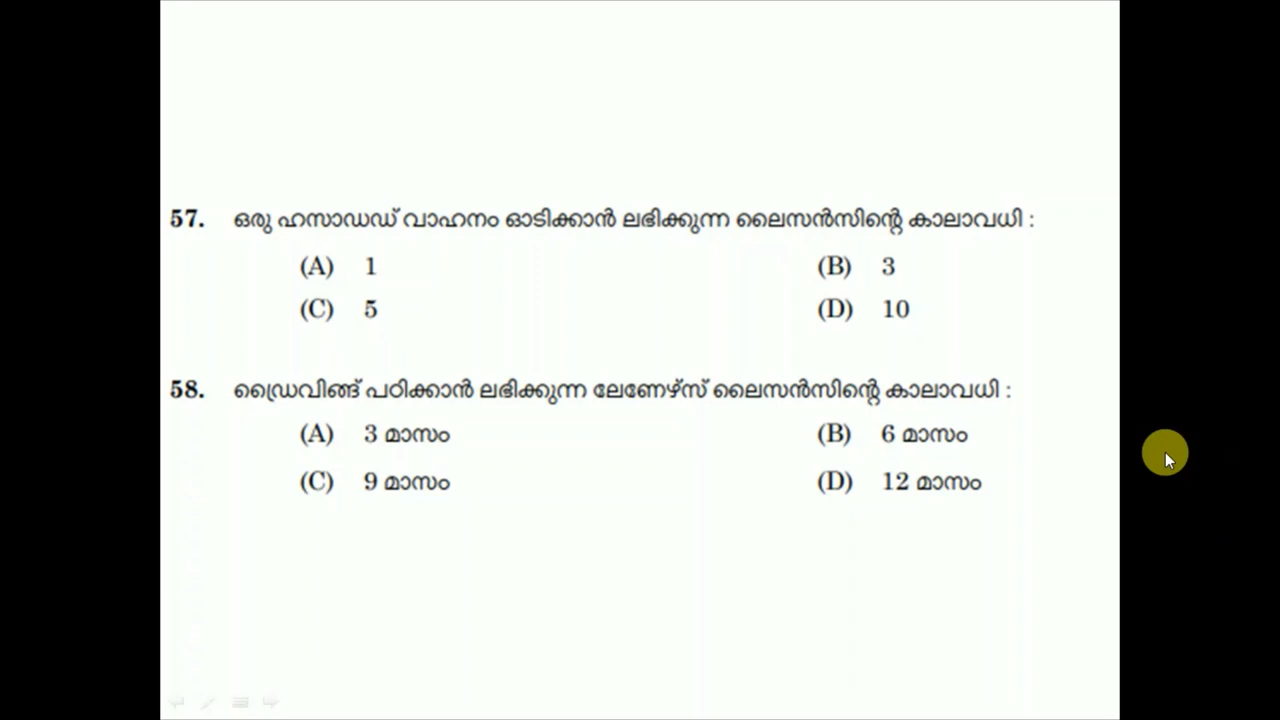 57. ഒരു ഹസാഡഡ് വാഹനം ഓടിക്കാൻ ലഭിക്കുന്ന ലൈസൻസിന്റെ കാലാവധി :
(A) 1 (B) 3
(C) 5 (D) 10
58. ഡ്രൈവിങ്ങ് പഠിക്കാൻ ലഭിക്കുന്ന ലേണേഴ്സ് ലൈസൻസിന്റെ കാലാവധി :
(A) 3 മാസം (B) 6 മാസം
(C) 9 മാസം (D) 12 മാസം